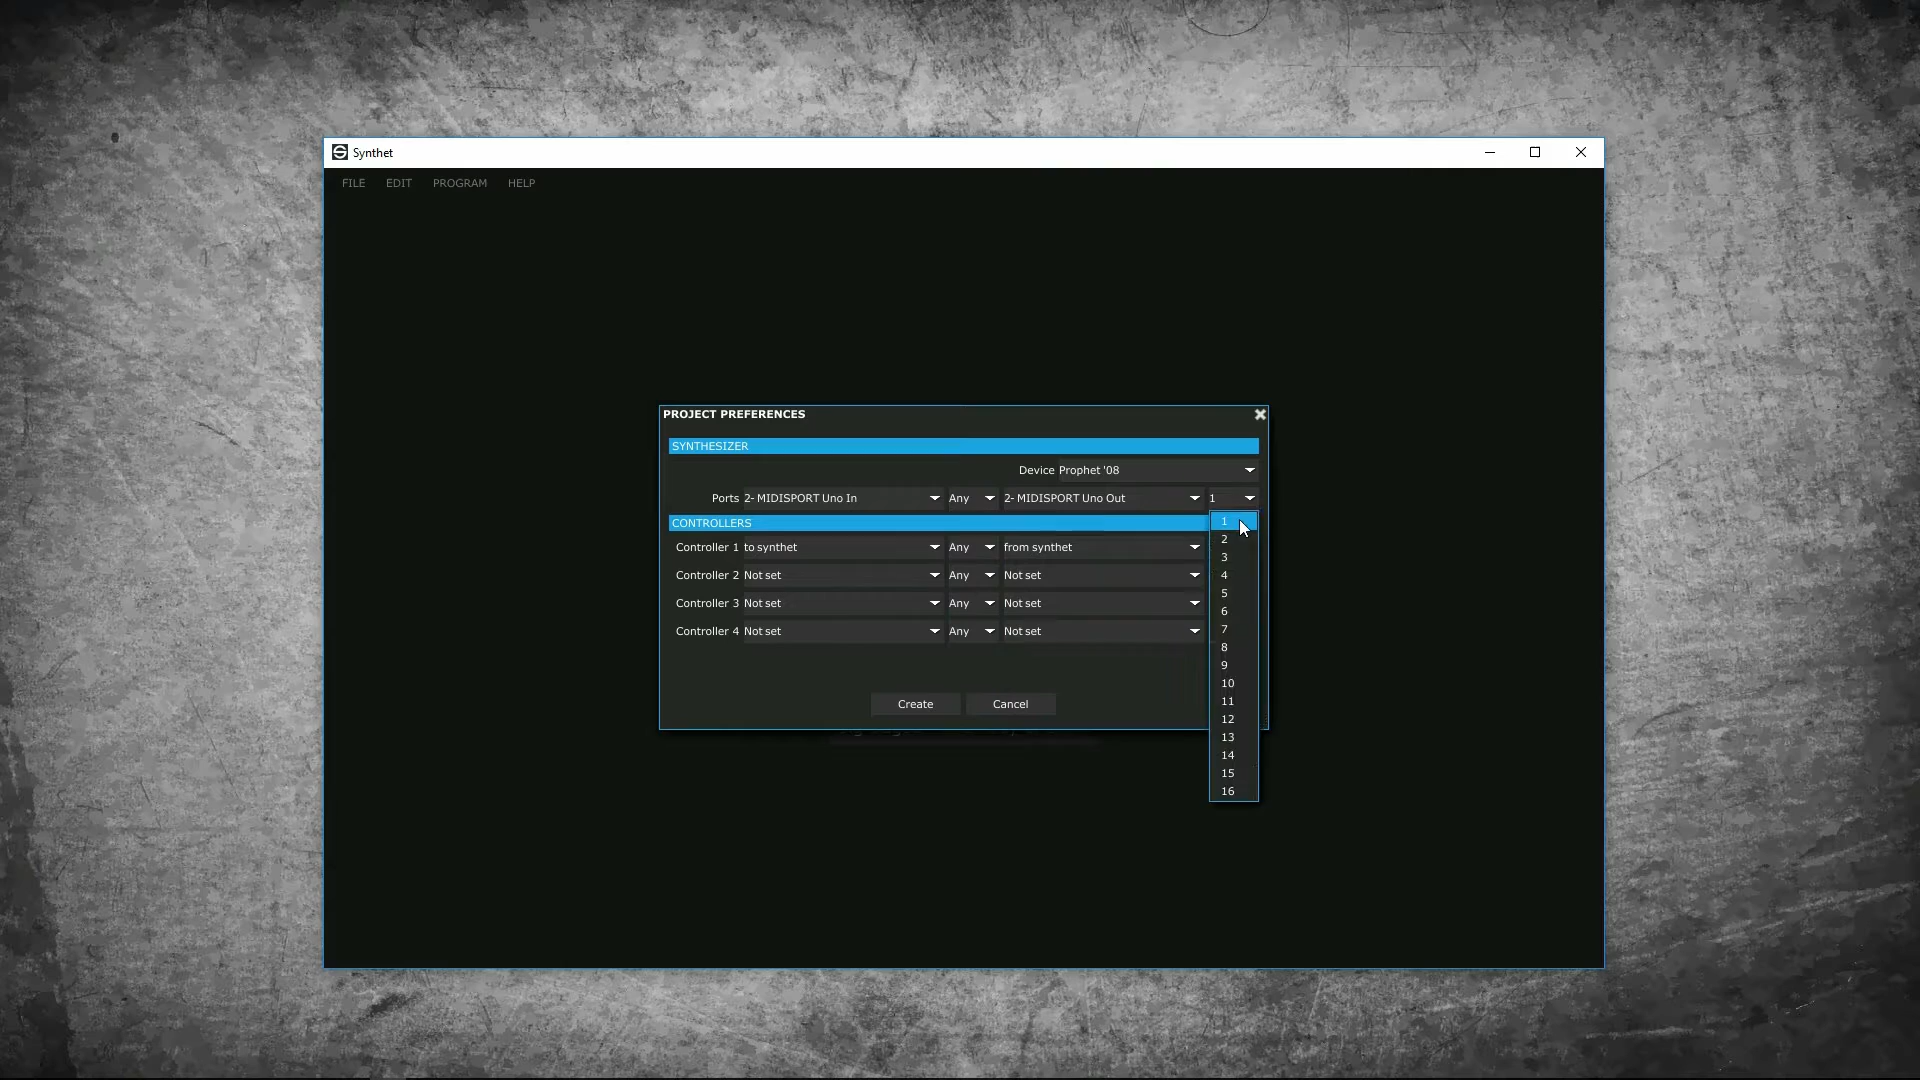 Synthet
FILE EDIT PROGRAM HELP
PROJECT PREFERENCES
SYNTHESIZER
Device Prophet '08
Ports 2- MIDISPORT Uno In Any 2- MIDISPORT Uno Out 1
CONTROLLERS
Controller 1 to synthet Any from synthet
Controller 2 Not set Any Not set
Controller 3 Not set Any Not set
Controller 4 Not set Any Not set
Create Cancel
1
2
3
4
5
6
7
8
9
10
11
12
13
14
15
16